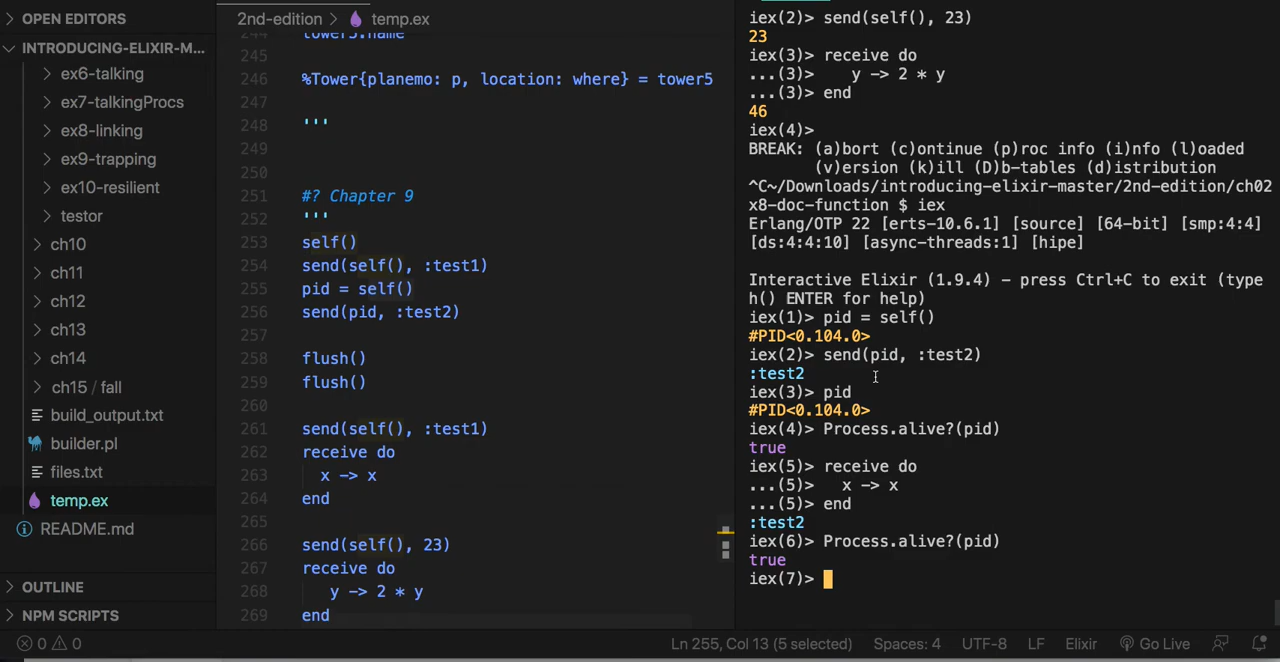 OPEN EDITORS
INTRODUCING-ELIXIR-M...
ex6-talking
ex7-talkingProcs
ex8-linking
ex9-trapping
ex10-resilient
testor
ch10
ch11
ch12
ch13
ch14
ch15 / fall
build_output.txt
builder.pl
files.txt
temp.ex
README.md
OUTLINE
NPM SCRIPTS
2nd-edition > temp.ex
244 tower5.name
245
246 %Tower{planemo: p, location: where} = tower5
247
248 '''
249
250
251 #? Chapter 9
252 '''
253 self()
254 send(self(), :test1)
255 pid = self()
256 send(pid, :test2)
257
258 flush()
259 flush()
260
261 send(self(), :test1)
262 receive do
263 x -> x
264 end
265
266 send(self(), 23)
267 receive do
268 y -> 2 * y
269 end
iex(2)> send(self(), 23)
23
iex(3)> receive do
...(3)> y -> 2 * y
...(3)> end
46
iex(4)>
BREAK: (a)bort (c)ontinue (p)roc info (i)nfo (l)oaded
(v)ersion (k)ill (D)b-tables (d)istribution
^C~/Downloads/introducing-elixir-master/2nd-edition/ch02
x8-doc-function $ iex
Erlang/OTP 22 [erts-10.6.1] [source] [64-bit] [smp:4:4]
[ds:4:4:10] [async-threads:1] [hipe]
Interactive Elixir (1.9.4) - press Ctrl+C to exit (type
h() ENTER for help)
iex(1)> pid = self()
#PID<0.104.0>
iex(2)> send(pid, :test2)
:test2
iex(3)> pid
#PID<0.104.0>
iex(4)> Process.alive?(pid)
true
iex(5)> receive do
...(5)> x -> x
...(5)> end
:test2
iex(6)> Process.alive?(pid)
true
iex(7)>
0 0 Ln 255, Col 13 (5 selected) Spaces: 4 UTF-8 LF Elixir Go Live